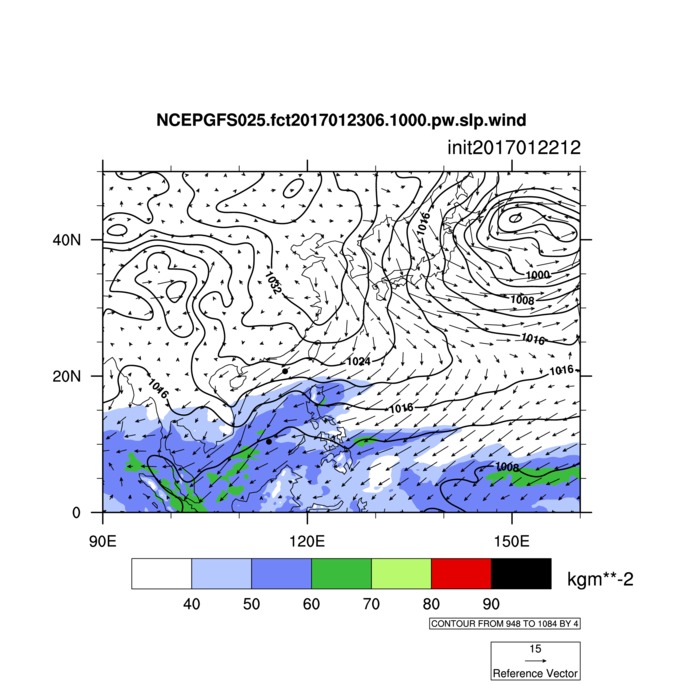 NCEPGFS025.fct2017012306.1000.pw.slp.wind
init2017012212
1016
40N
1032
1000
1008
1016
1024
20N
1016
1016
1016
1008
0
90E
120E
150E
kgm**-2
40
50
60
70
80
90
CONTOUR FROM 948 TO 1084 BY 4
15
Reference Vector